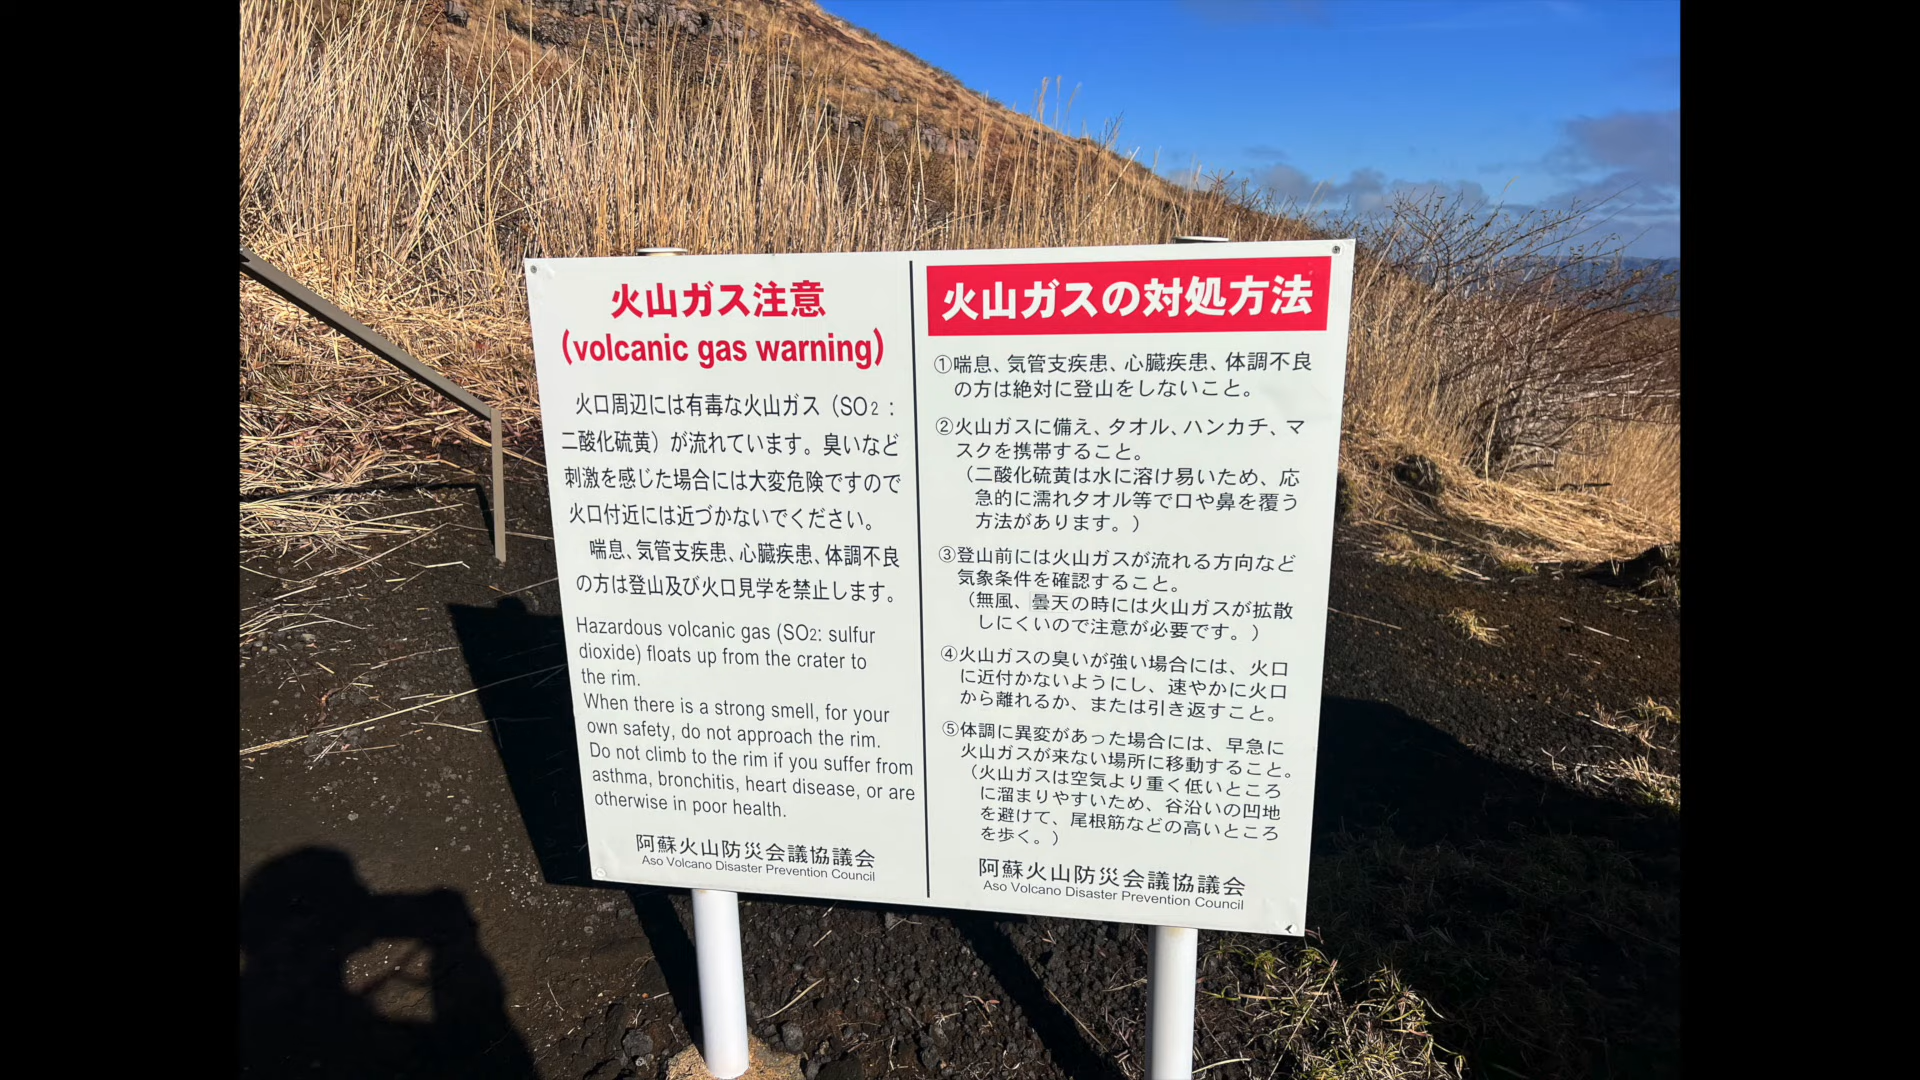 火山ガス注意
(volcanic gas warning)
火口周辺には有毒な火山ガス（SO2：
二酸化硫黄）が流れています。臭いなど
刺激を感じた場合には大変危険ですので
火口付近には近づかないでください。
喘息、気管支疾患、心臓疾患、体調不良
の方は登山及び火口見学を禁止します。
Hazardous volcanic gas (SO2: sulfur
dioxide) floats up from the crater to
the rim.
When there is a strong smell, for your
own safety, do not approach the rim.
Do not climb to the rim if you suffer from
asthma, bronchitis, heart disease, or are
otherwise in poor health.
阿蘇火山防災会議協議会
Aso Volcano Disaster Prevention Council
火山ガスの対処方法
①喘息、気管支疾患、心臓疾患、体調不良
の方は絶対に登山をしないこと。
②火山ガスに備え、タオル、ハンカチ、マ
スクを携帯すること。
（二酸化硫黄は水に溶け易いため、応
急的に濡れタオル等で口や鼻を覆う
方法があります。）
③登山前には火山ガスが流れる方向など
気象条件を確認すること。
（無風、曇天の時には火山ガスが拡散
しにくいので注意が必要です。）
④火山ガスの臭いが強い場合には、火口
に近付かないようにし、速やかに火口
から離れるか、または引き返すこと。
⑤体調に異変があった場合には、早急に
火山ガスが来ない場所に移動すること。
（火山ガスは空気より重く低いところ
に溜まりやすいため、谷沿いの凹地
を避けて、尾根筋などの高いところ
を歩く。）
阿蘇火山防災会議協議会
Aso Volcano Disaster Prevention Council